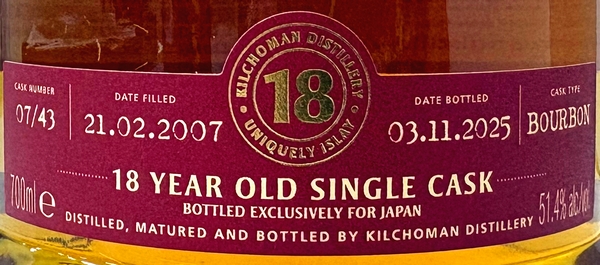 KILCHOMAN DISTILLERY
18
UNIQUELY ISLAY
CASK NUMBER
07/43
DATE FILLED
21.02.2007
DATE BOTTLED
03.11.2025
CASK TYPE
BOURBON
18 YEAR OLD SINGLE CASK
BOTTLED EXCLUSIVELY FOR JAPAN
700ml e
DISTILLED, MATURED AND BOTTLED BY KILCHOMAN DISTILLERY
51.4% alc/vol